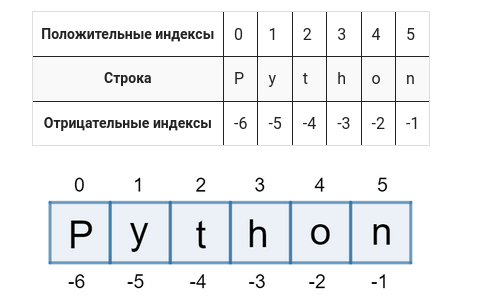 Положительные индексы 0 1 2 3 4 5
Строка P y t h o n
Отрицательные индексы -6 -5 -4 -3 -2 -1
0 1 2 3 4 5
P y t h o n
-6 -5 -4 -3 -2 -1